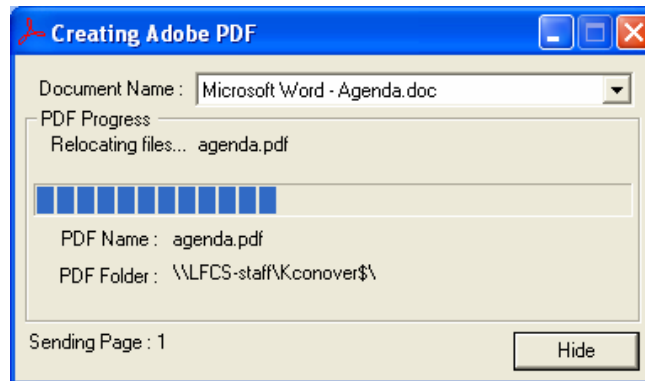 Creating Adobe PDF
Document Name : Microsoft Word - Agenda.doc
PDF Progress
Relocating files... agenda.pdf
PDF Name : agenda.pdf
PDF Folder : \\LFCS-staff\Kconover$\
Sending Page : 1
Hide